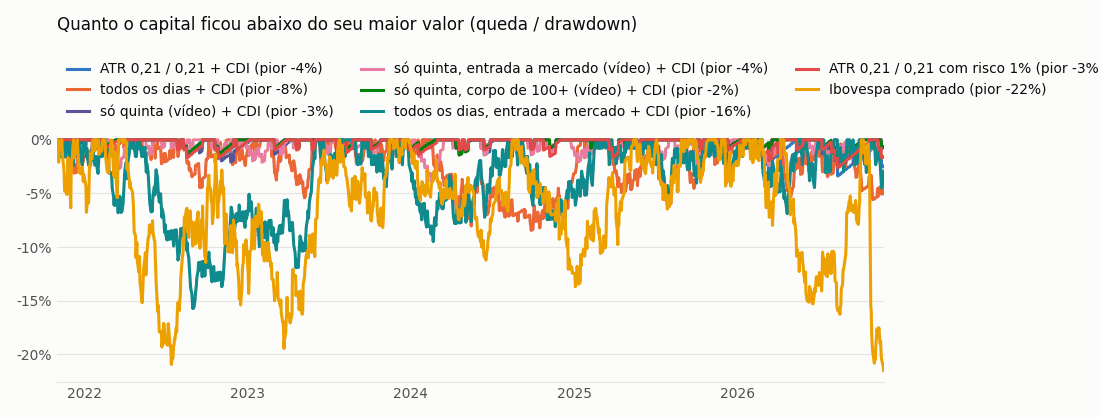 Quanto o capital ficou abaixo do seu maior valor (queda / drawdown)
ATR 0,21 / 0,21 + CDI (pior -4%)
todos os dias + CDI (pior -8%)
só quinta (vídeo) + CDI (pior -3%)
só quinta, entrada a mercado (vídeo) + CDI (pior -4%)
só quinta, corpo de 100+ (vídeo) + CDI (pior -2%)
todos os dias, entrada a mercado + CDI (pior -16%)
ATR 0,21 / 0,21 com risco 1% (pior -3%
Ibovespa comprado (pior -22%)
0%
-5%
-10%
-15%
-20%
2022 2023 2024 2025 2026